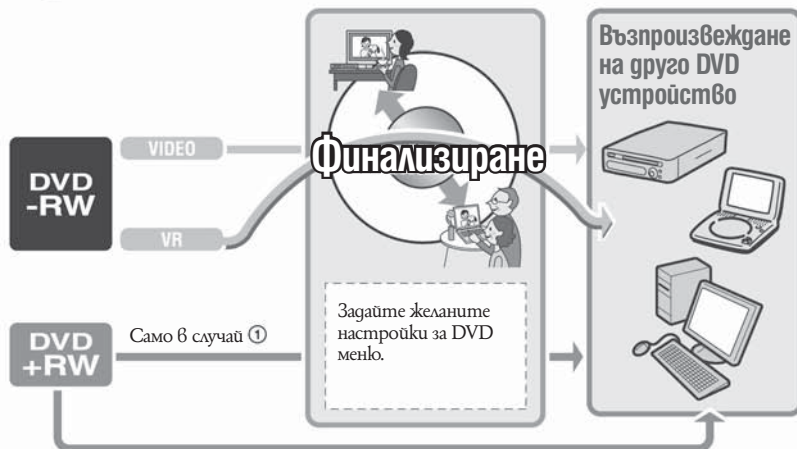 Възпроизвеждане
на друго DVD
устройство
VIDEO
Финализиране
DVD
-RW
VR
Задайте желаните
настройки за DVD
меню.
DVD
+RW
Само в случай ①